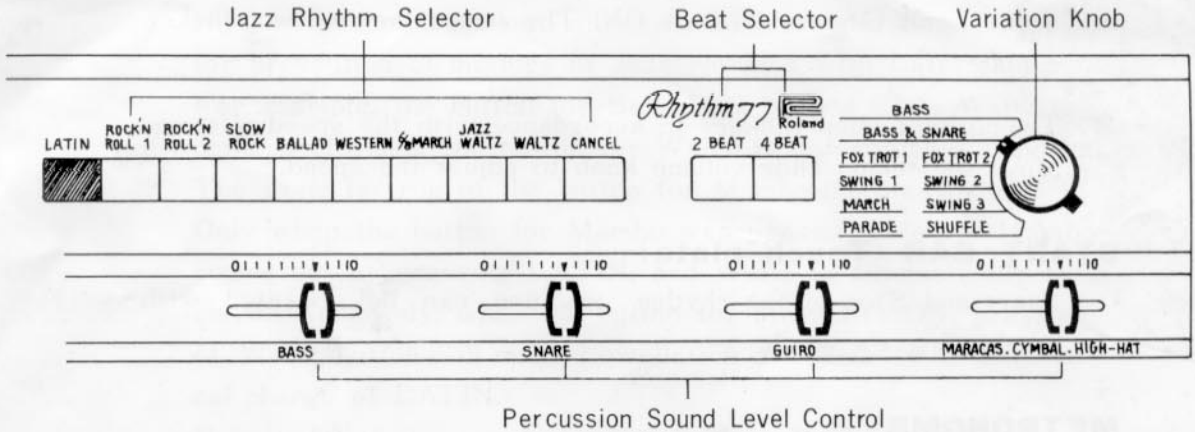 Jazz Rhythm Selector
Beat Selector
Variation Knob
Rhythm 77
Roland
LATIN
ROCK'N ROLL 1
ROCK'N ROLL 2
SLOW ROCK
BALLAD
WESTERN
6/8 MARCH
JAZZ WALTZ
WALTZ
CANCEL
2 BEAT
4 BEAT
BASS
BASS & SNARE
FOX TROT 1
FOX TROT 2
SWING 1
SWING 2
MARCH
SWING 3
PARADE
SHUFFLE
0 10
0 10
0 10
0 10
BASS
SNARE
GUIRO
MARACAS. CYMBAL. HIGH-HAT
Percussion Sound Level Control